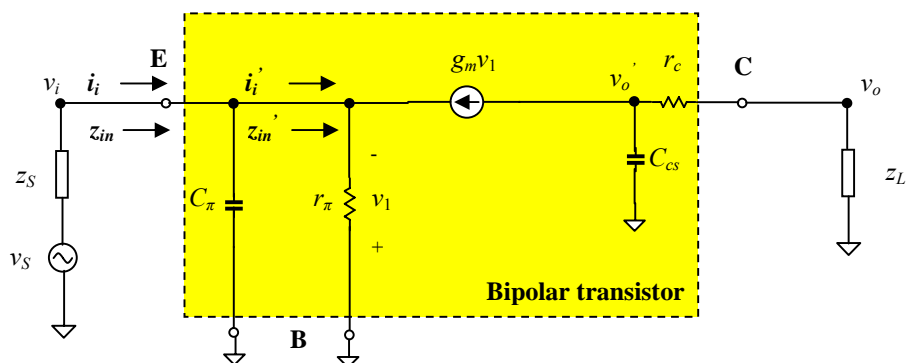 E
g_m v_1
v_o'
r_c
C
v_i
i_i
i_i'
v_o
z_in
z_in'
-
z_S
C_π
r_π
v_1
C_cs
z_L
+
v_S
Bipolar transistor
B